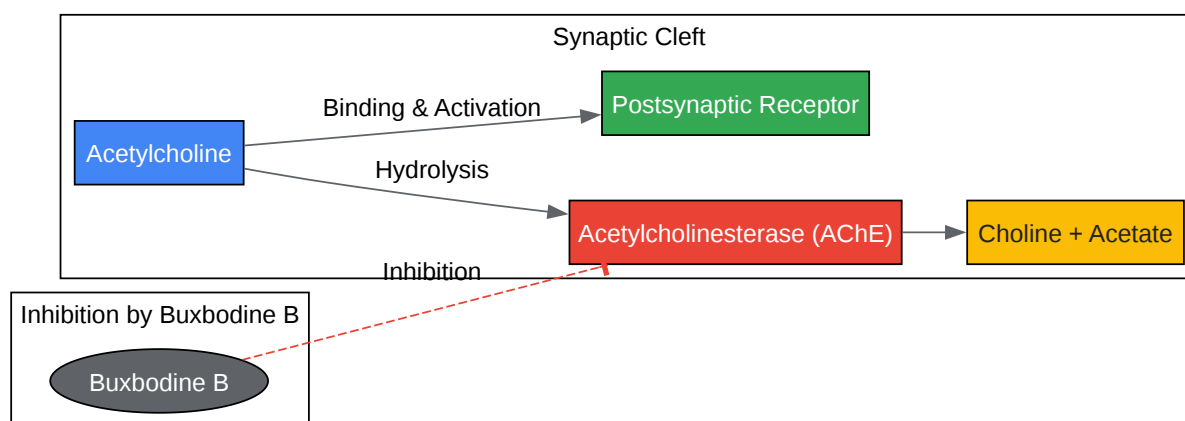 Synaptic Cleft
Postsynaptic Receptor
Binding & Activation
Acetylcholine
Hydrolysis
Acetylcholinesterase (AChE)
Choline + Acetate
Inhibition
Inhibition by Buxbodine B
Buxbodine B